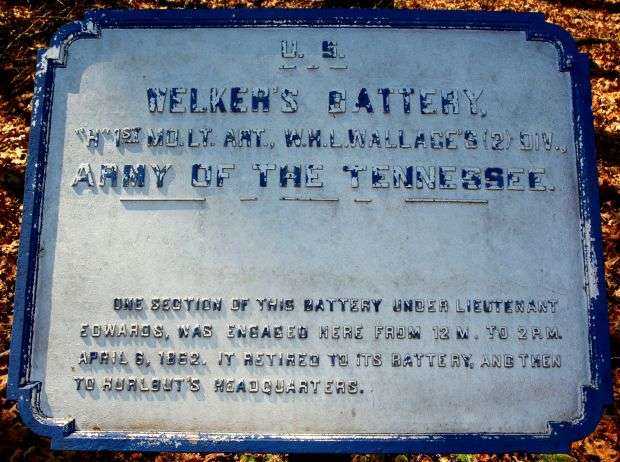 U. S.
WELKER'S BATTERY,
"H" 1ST MO. LT. ART., W. H. L. WALLACE'S (2) DIV.,
ARMY OF THE TENNESSEE.
ONE SECTION OF THIS BATTERY UNDER LIEUTENANT
EDWARDS, WAS ENGAGED HERE FROM 12 M. TO 2 P.M.
APRIL 6, 1862. IT RETIRED TO ITS BATTERY, AND THEN
TO HURLBUT'S HEADQUARTERS.